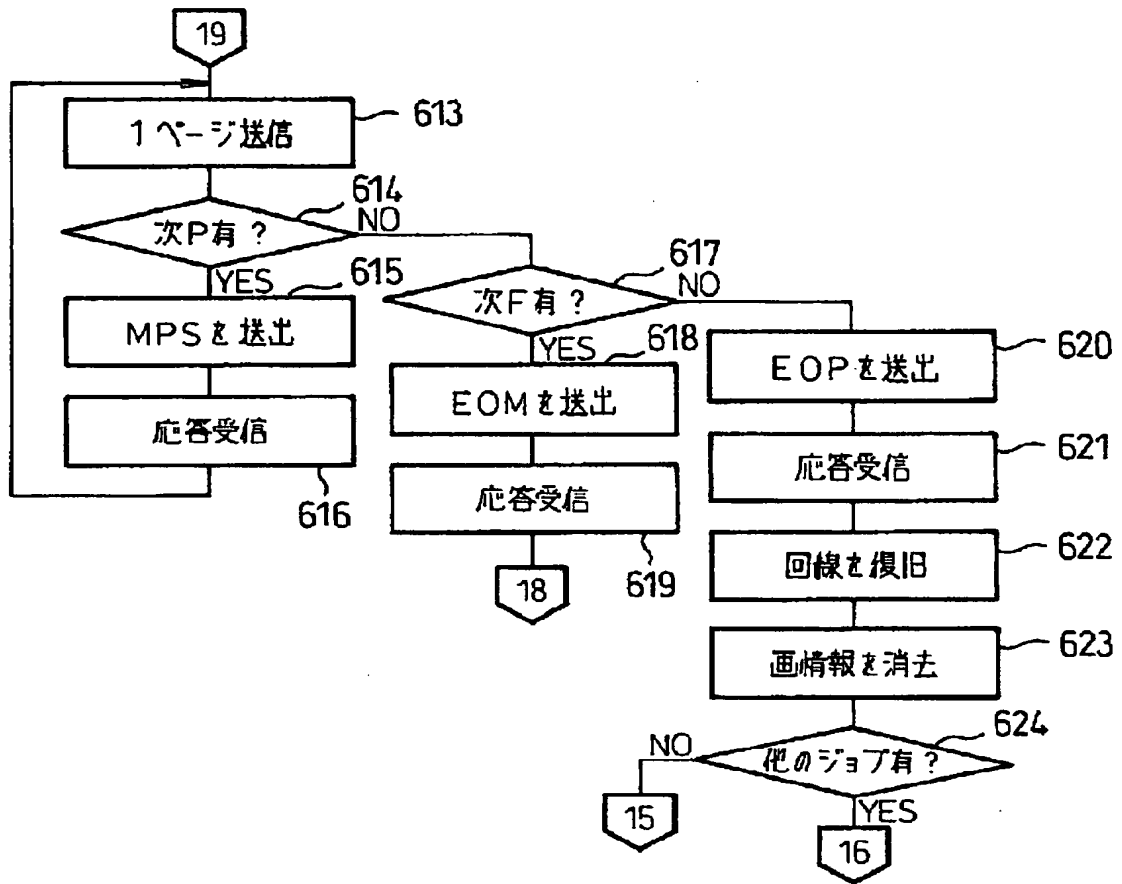 19
1ページ送信
613
次P有?
614
NO
YES
MPSを送出
615
応答受信
616
次F有?
617
NO
YES
EOMを送出
618
応答受信
619
18
EOPを送出
620
応答受信
621
回線を復旧
622
画情報を消去
623
他のジョブ有?
624
NO
15
YES
16